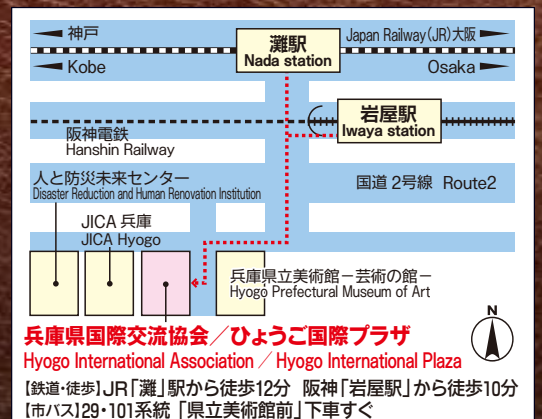 神戸
灘駅
Nada station
Japan Railway(JR)大阪
Kobe
Osaka
岩屋駅
Iwaya station
阪神電鉄
Hanshin Railway
人と防災未来センター
Disaster Reduction and Human Renovation Institution
国道 2号線 Route2
JICA 兵庫
JICA Hyogo
兵庫県立美術館－芸術の館－
Hyogo Prefectural Museum of Art
N
兵庫県国際交流協会／ひょうご国際プラザ
Hyogo International Association／Hyogo International Plaza
【鉄道・徒歩】JR「灘」駅から徒歩12分 阪神「岩屋駅」から徒歩10分
【市バス】29・101系統 「県立美術館前」下車すぐ